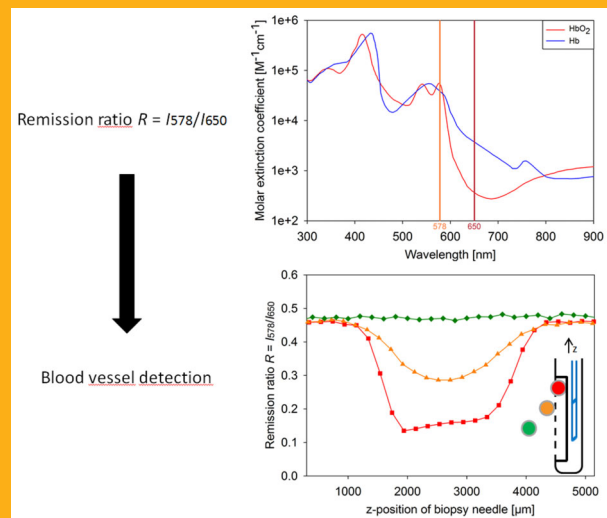 Remission ratio R = I578/I650
Blood vessel detection
Molar extinction coefficient [M⁻¹cm⁻¹]
1e+6
1e+5
1e+4
1e+3
1e+2
HbO₂
Hb
300 400 500 600 700 800 900
578 650
Wavelength [nm]
Remission ratio R = I578/I650
0.6
0.5
0.4
0.3
0.2
0.1
0.0
z
1000 2000 3000 4000 5000
z-position of biopsy needle [µm]